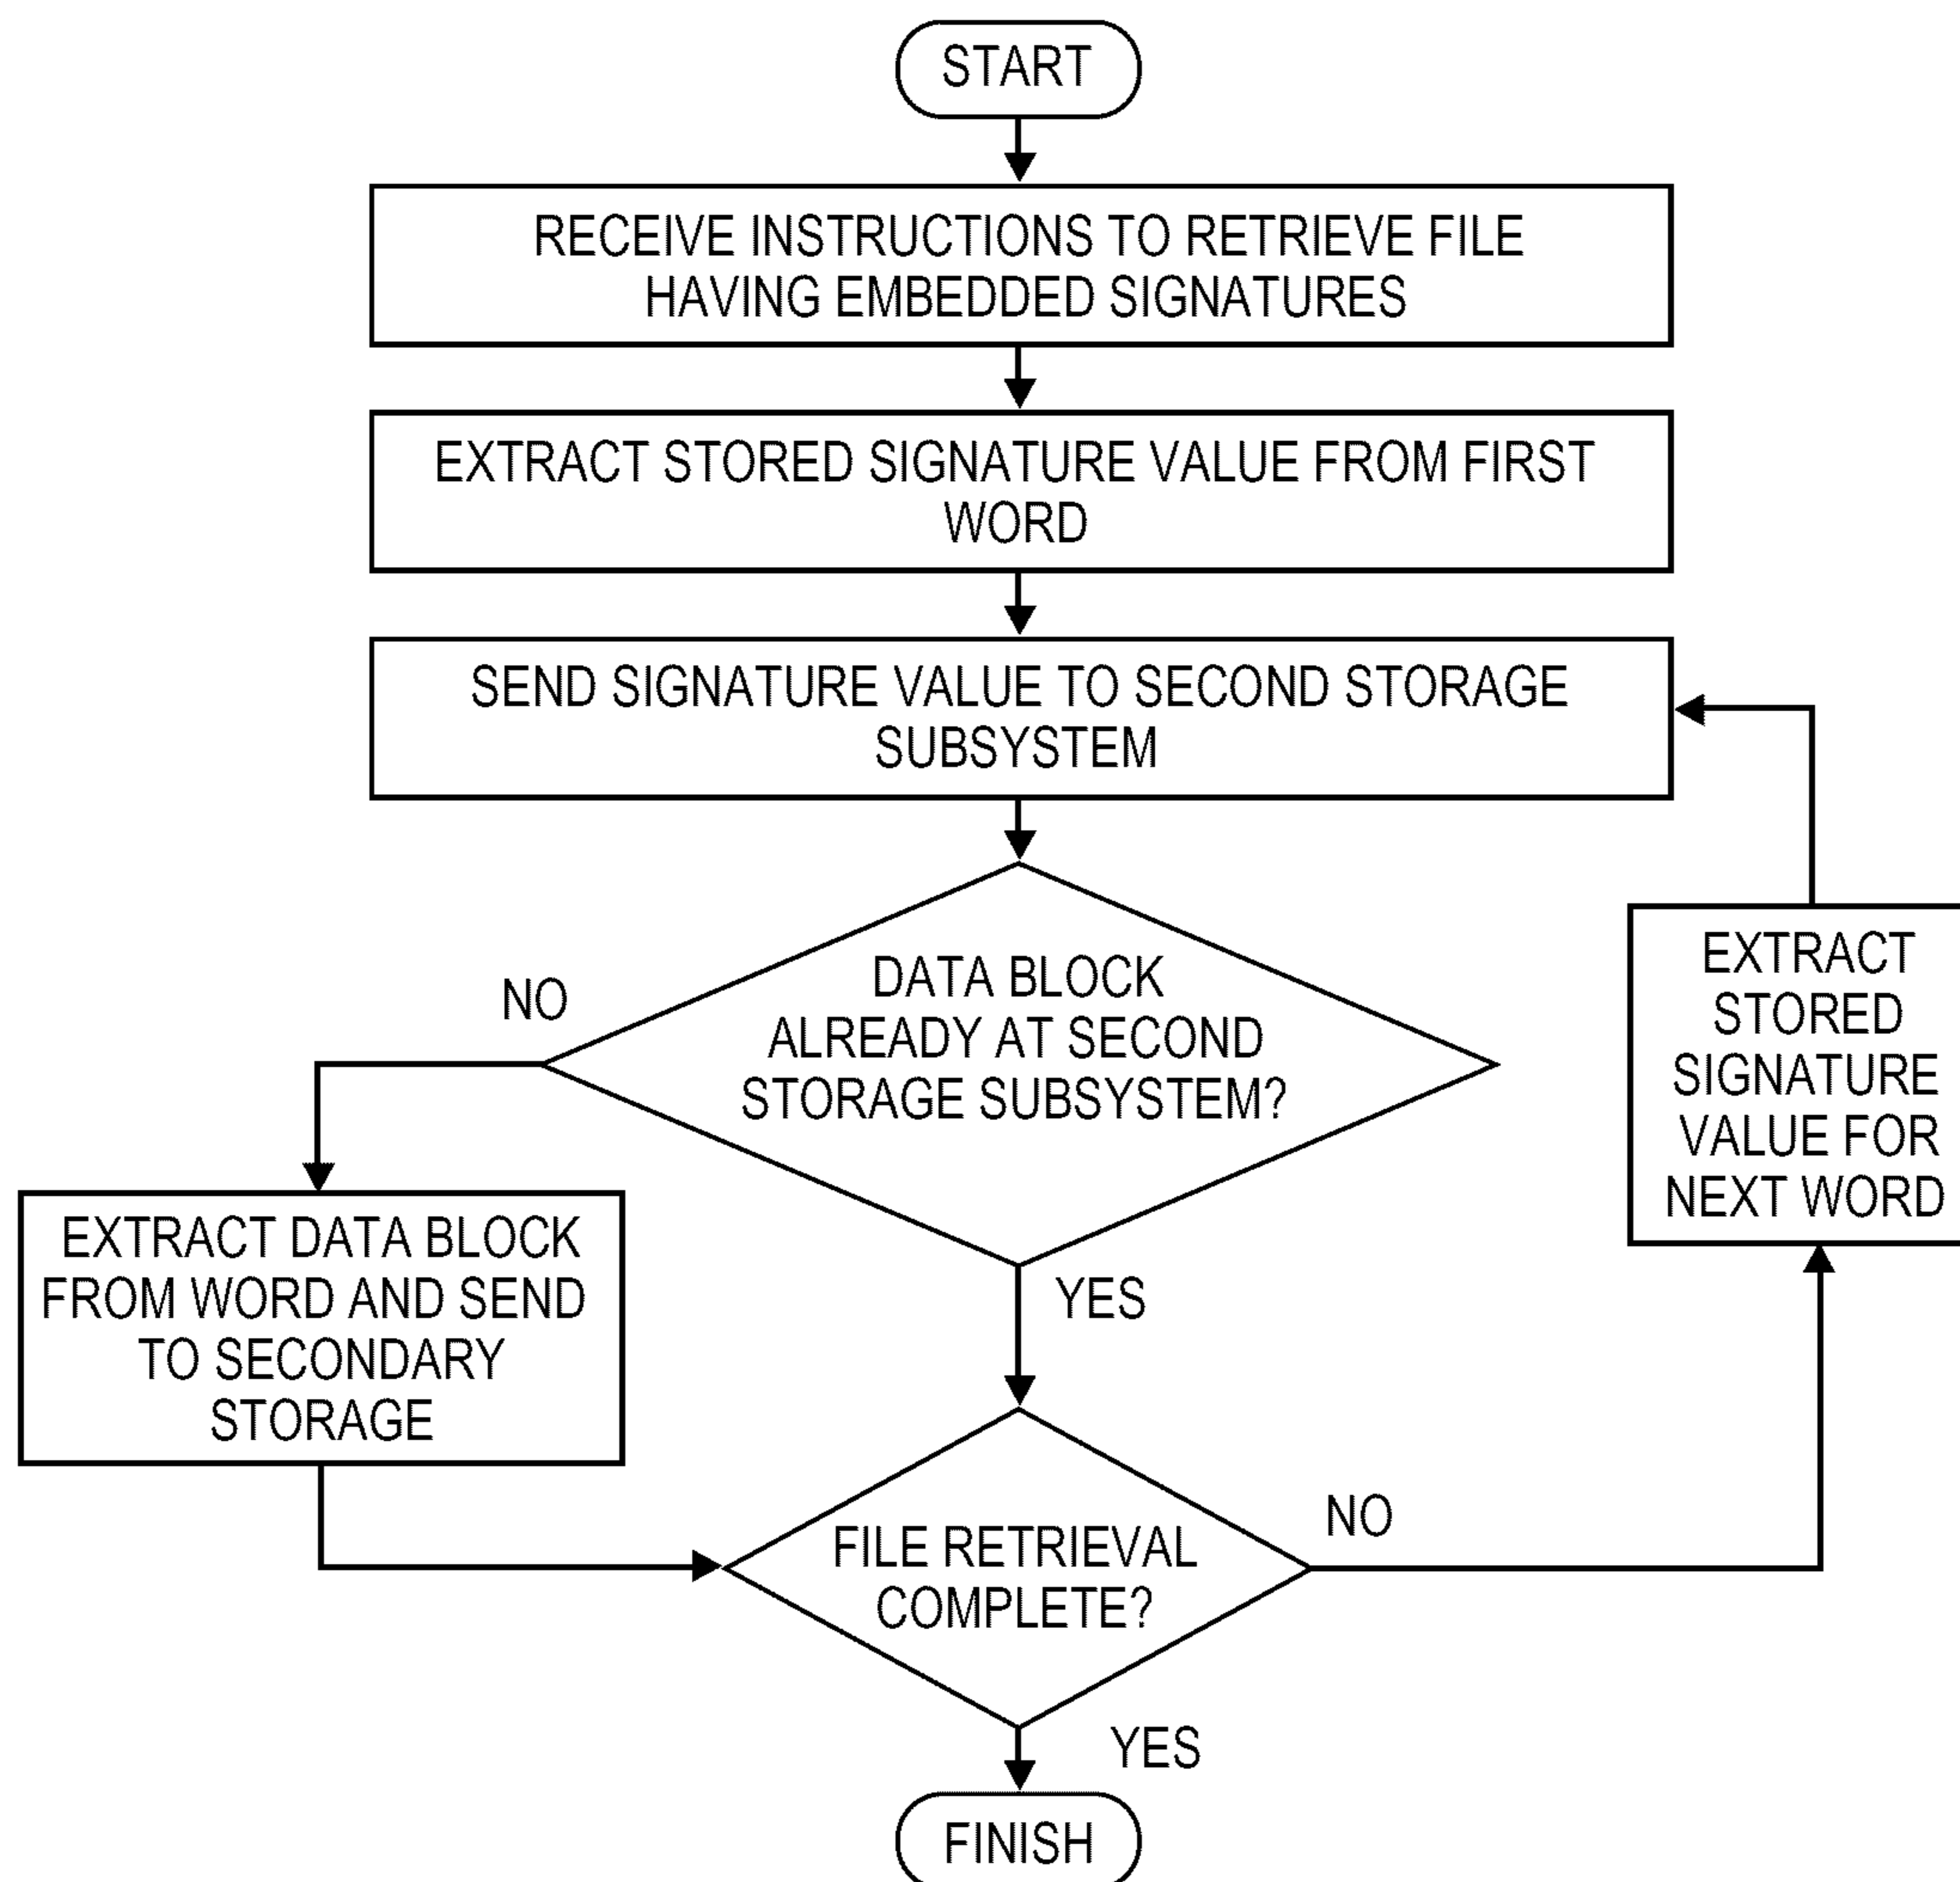 START
RECEIVE INSTRUCTIONS TO RETRIEVE FILE
HAVING EMBEDDED SIGNATURES
EXTRACT STORED SIGNATURE VALUE FROM FIRST
WORD
SEND SIGNATURE VALUE TO SECOND STORAGE
SUBSYSTEM
DATA BLOCK
ALREADY AT SECOND
STORAGE SUBSYSTEM?
NO
YES
EXTRACT DATA BLOCK
FROM WORD AND SEND
TO SECONDARY
STORAGE
FILE RETRIEVAL
COMPLETE?
NO
EXTRACT
STORED
SIGNATURE
VALUE FOR
NEXT WORD
YES
FINISH